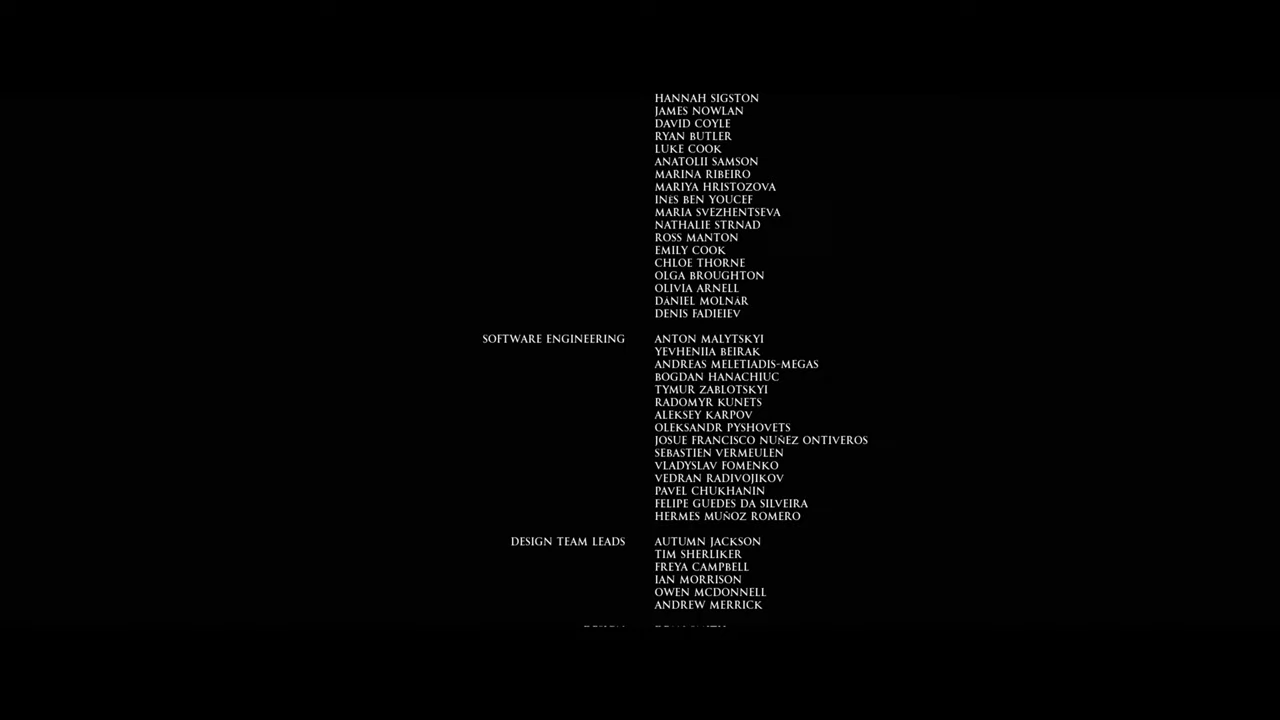 HANNAH SIGSTON
JAMES NOWLAN
DAVID COYLE
RYAN BUTLER
LUKE COOK
ANATOLII SAMSON
MARINA RIBEIRO
MARIYA HRISTOZOVA
INÊS BEN YOUCEF
MARIA SVEZHENTSEVA
NATHALIE STRNAD
ROSS MANTON
EMILY COOK
CHLOE THORNE
OLGA BROUGHTON
OLIVIA ARNELL
DÁNIEL MOLNÁR
DENIS FADIEIEV
SOFTWARE ENGINEERING ANTON MALYTSKYI
YEVHENIIA BEIRAK
ANDREAS MELETIADIS-MEGAS
BOGDAN HANACHIUC
TYMUR ZABLOTSKYI
RADOMYR KUNETS
ALEKSEY KARPOV
OLEKSANDR PYSHOVETS
JOSUE FRANCISCO NUÑEZ ONTIVEROS
SEBASTIEN VERMEULEN
VLADYSLAV FOMENKO
VEDRAN RADIVOJKOV
PAVEL CHUKHANIN
FELIPE GUEDES DA SILVEIRA
HERMES MUÑOZ ROMERO
DESIGN TEAM LEADS AUTUMN JACKSON
TIM SHERLIKER
FREYA CAMPBELL
IAN MORRISON
OWEN MCDONNELL
ANDREW MERRICK